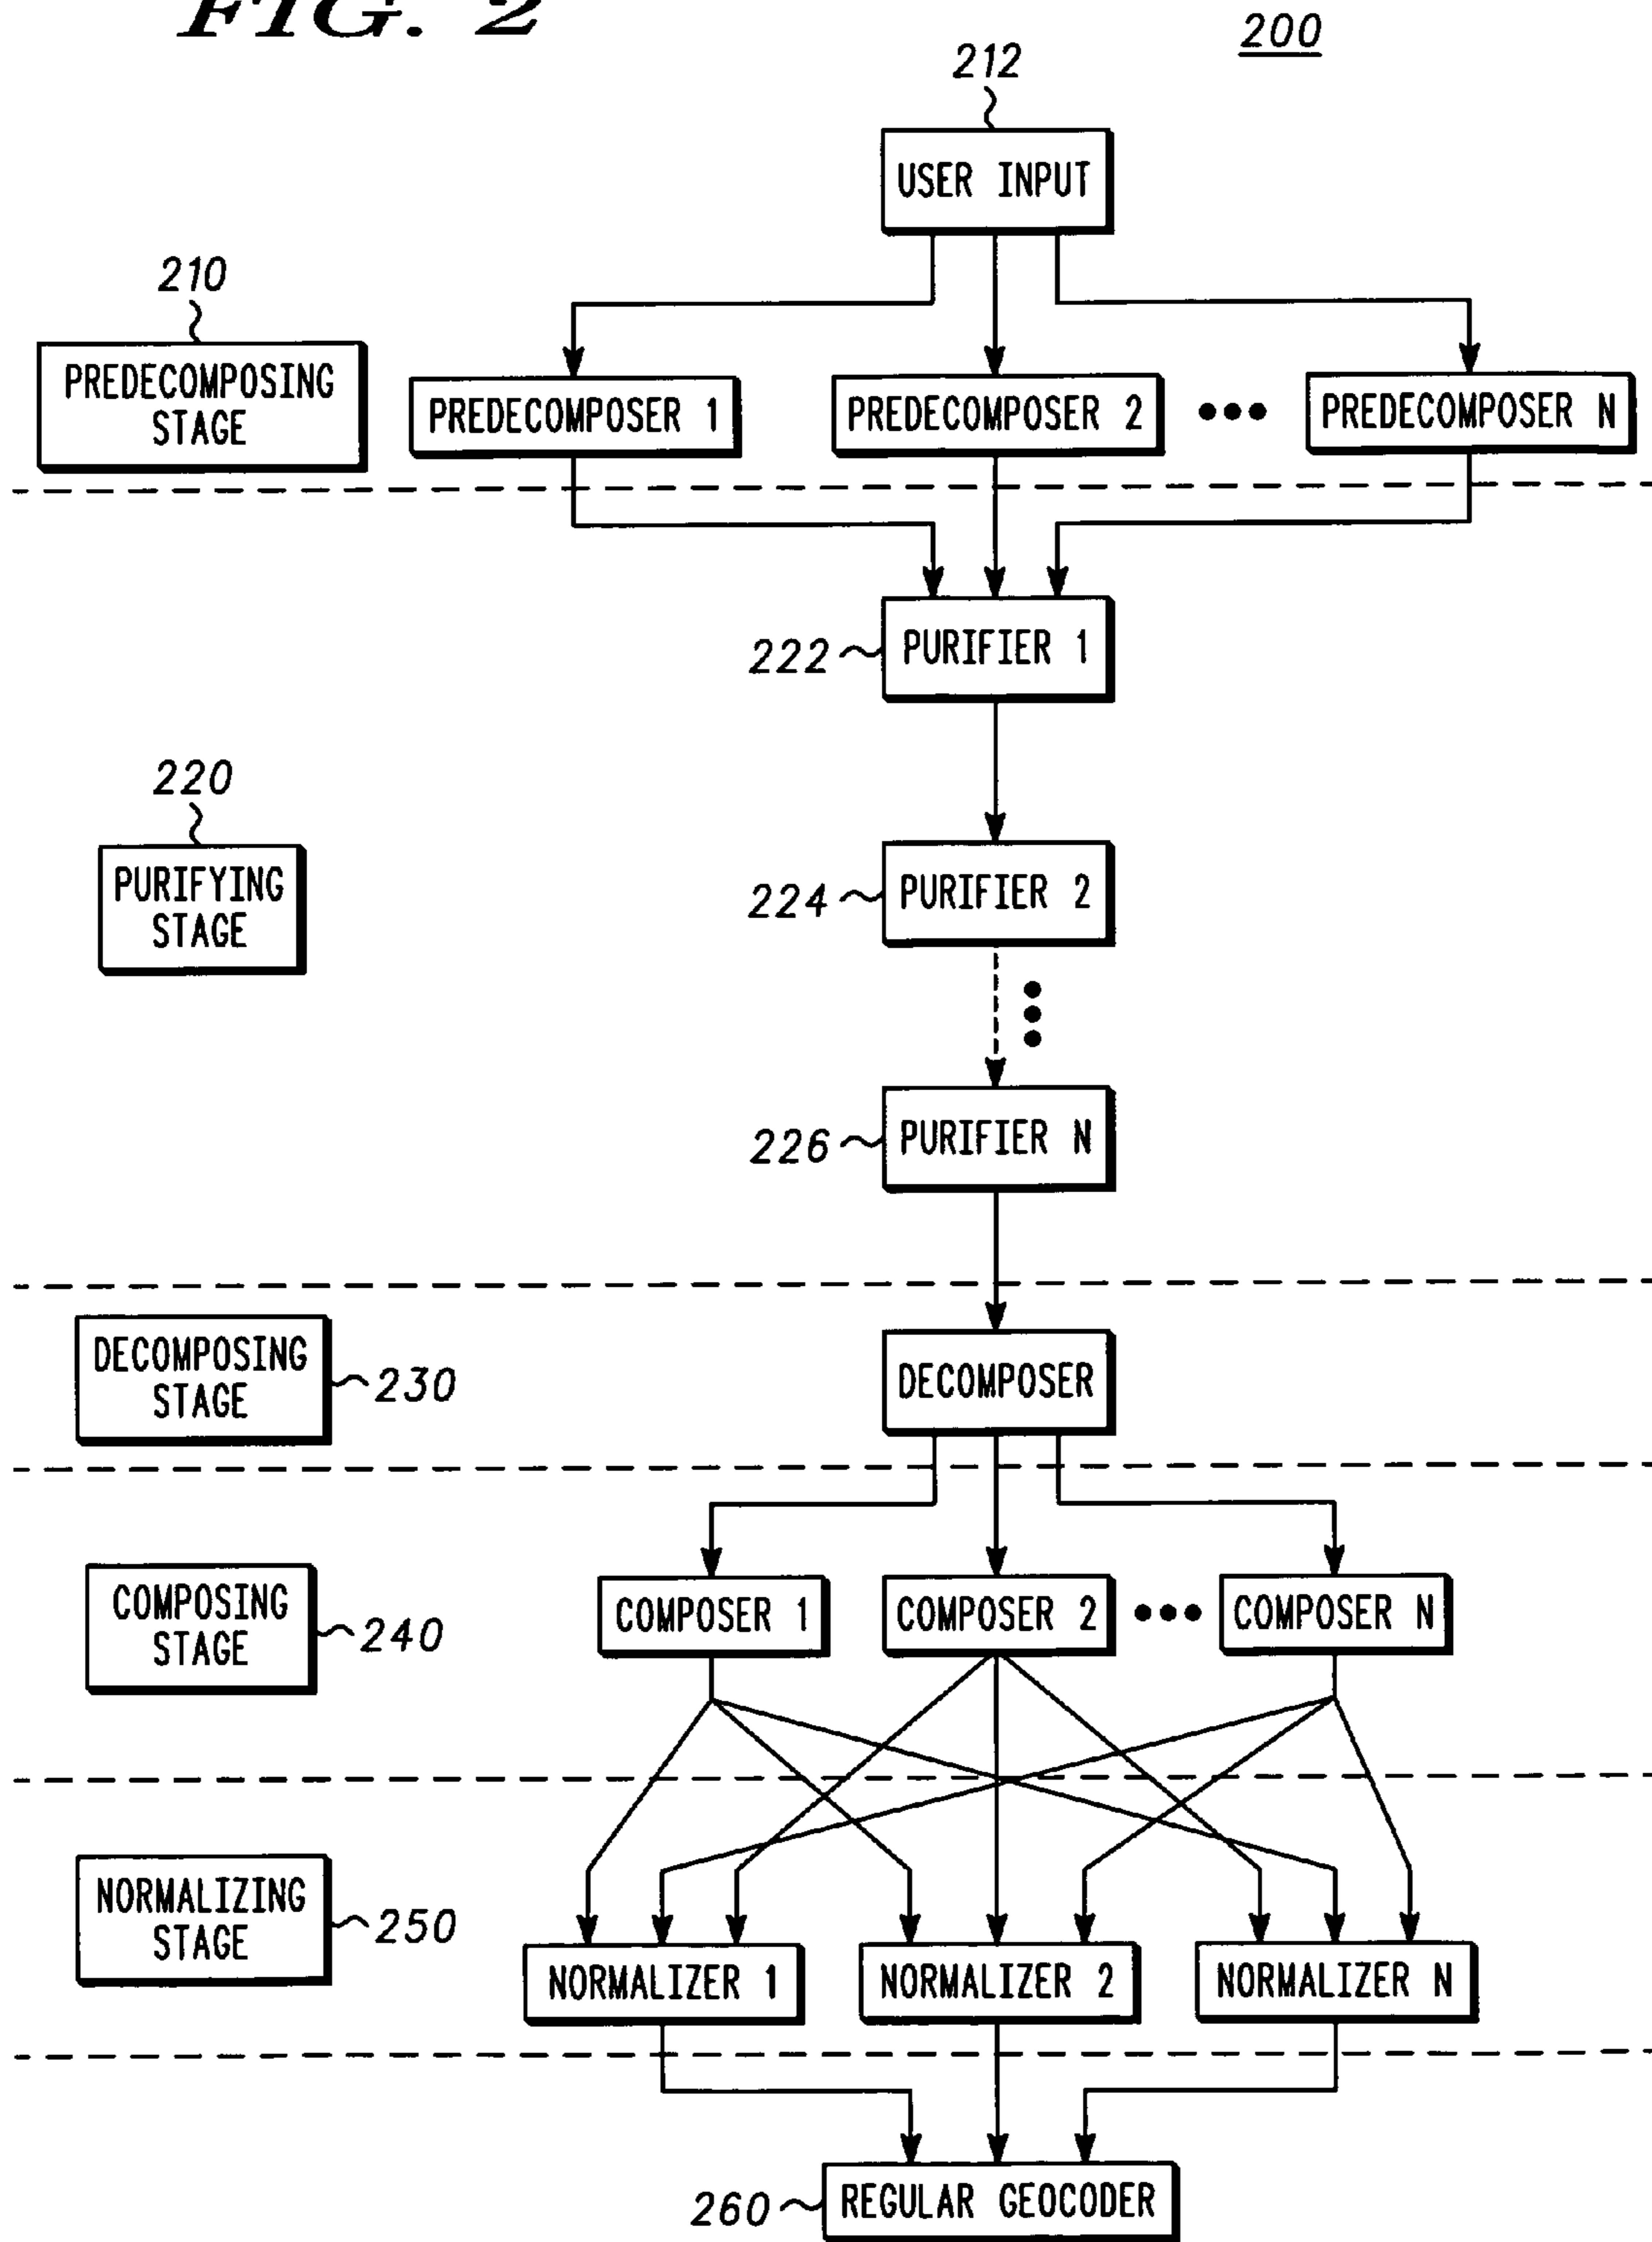 FIG. 2
200
212
USER INPUT
210
PREDECOMPOSING
STAGE
PREDECOMPOSER 1
PREDECOMPOSER 2
PREDECOMPOSER N
222
PURIFIER 1
220
PURIFYING
STAGE
224
PURIFIER 2
226
PURIFIER N
DECOMPOSING
STAGE
230
DECOMPOSER
COMPOSING
STAGE
240
COMPOSER 1
COMPOSER 2
COMPOSER N
NORMALIZING
STAGE
250
NORMALIZER 1
NORMALIZER 2
NORMALIZER N
260
REGULAR GEOCODER